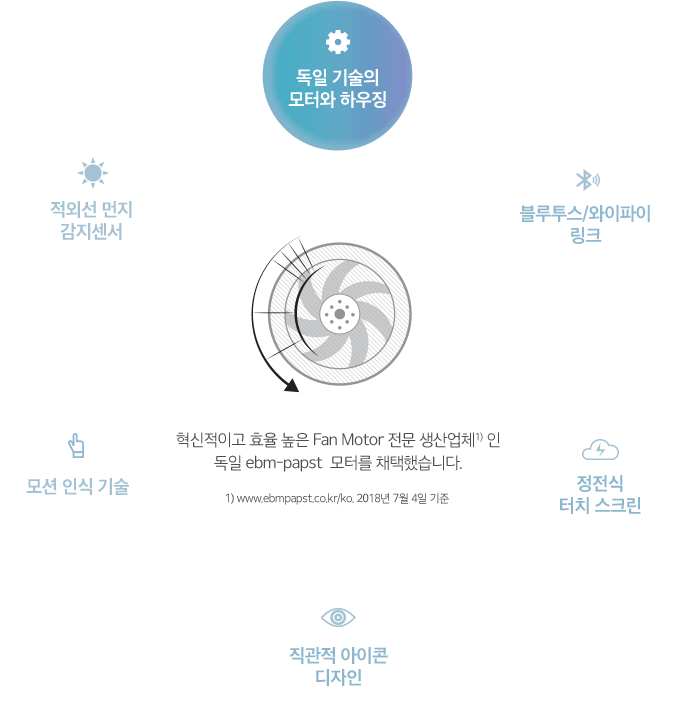 독일 기술의
모터와 하우징
적외선 먼지
감지센서
블루투스/와이파이
링크
혁신적이고 효율 높은 Fan Motor 전문 생산업체1) 인
독일 ebm-papst 모터를 채택했습니다.
1) www.ebmpapst.co.kr/ko, 2018년 7월 4일 기준
모션 인식 기술
정전식
터치 스크린
직관적 아이콘
디자인